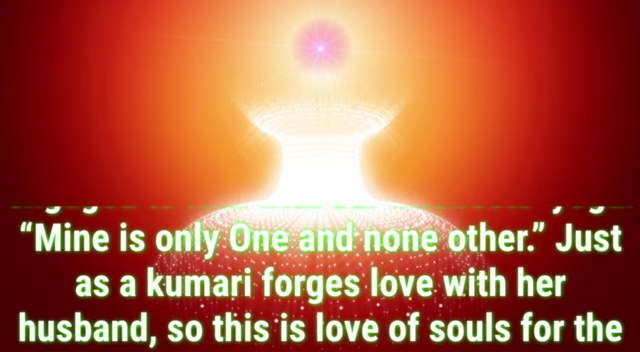 “Mine is only One and none other.” Just
as a kumari forges love with her
husband, so this is love of souls for the